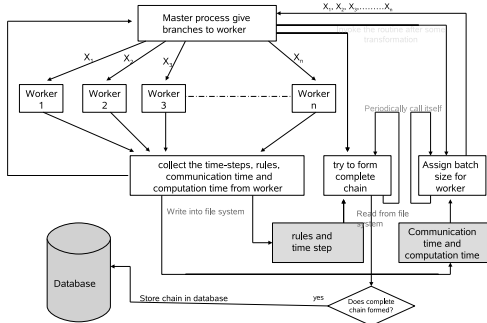 Master process give
branches to worker
X₁, X₂, X₃,.........Xₙ
the routine after some
transformation
X₁
X₂
X₃
Xₙ
Worker
1
Worker
2
Worker
3
Worker
n
Periodically call itself
collect the time-steps, rules,
communication time and
computation time from worker
try to form
complete
chain
Assign batch
size for
worker
Write into file system
Read from file
system
rules and
time step
Communication
time and
computation time
Database
Store chain in database
yes
Does complete
chain formed?